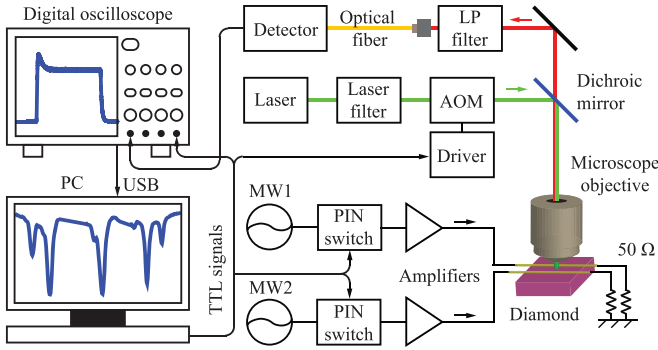 Digital oscilloscope
Detector
Optical
fiber
LP
filter
Laser
Laser
filter
AOM
Dichroic
mirror
Driver
PC
USB
Microscope
objective
MW1
PIN
switch
TTL signals
Amplifiers
50 Ω
MW2
PIN
switch
Diamond